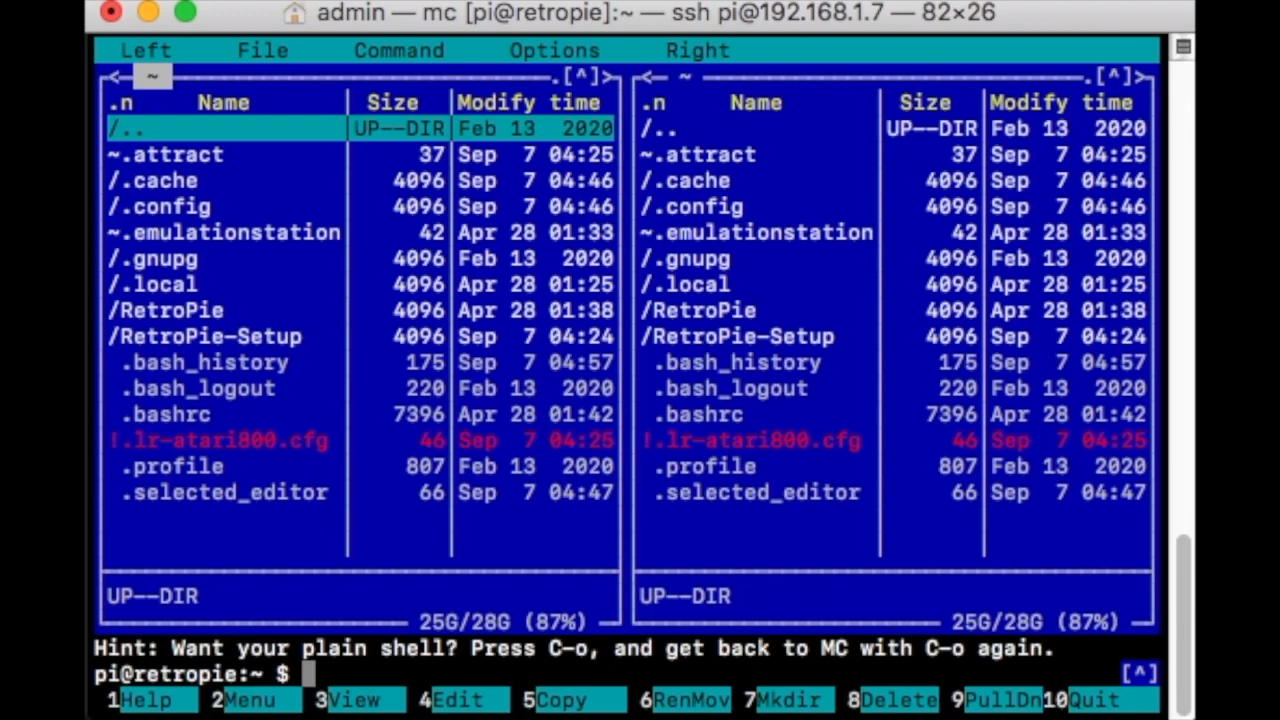 admin — mc [pi@retropie]:~ — ssh pi@192.168.1.7 — 82×26
Left File Command Options Right
<─ ~ ─.[^]>┐ ┌<─ ~ ─.[^]>
.n Name │ Size │Modify time .n Name │ Size │Modify time
/.. │UP--DIR│Feb 13 2020 /.. │UP--DIR│Feb 13 2020
~.attract │ 37│Sep 7 04:25 ~.attract │ 37│Sep 7 04:25
/.cache │ 4096│Sep 7 04:46 /.cache │ 4096│Sep 7 04:46
/.config │ 4096│Sep 7 04:46 /.config │ 4096│Sep 7 04:46
~.emulationstation│ 42│Apr 28 01:33 ~.emulationstation│ 42│Apr 28 01:33
/.gnupg │ 4096│Feb 13 2020 /.gnupg │ 4096│Feb 13 2020
/.local │ 4096│Apr 28 01:25 /.local │ 4096│Apr 28 01:25
/RetroPie │ 4096│Apr 28 01:38 /RetroPie │ 4096│Apr 28 01:38
/RetroPie-Setup │ 4096│Sep 7 04:24 /RetroPie-Setup │ 4096│Sep 7 04:24
.bash_history │ 175│Sep 7 04:57 .bash_history │ 175│Sep 7 04:57
.bash_logout │ 220│Feb 13 2020 .bash_logout │ 220│Feb 13 2020
.bashrc │ 7396│Apr 28 01:42 .bashrc │ 7396│Apr 28 01:42
!.lr-atari800.cfg │ 46│Sep 7 04:25 !.lr-atari800.cfg │ 46│Sep 7 04:25
.profile │ 807│Feb 13 2020 .profile │ 807│Feb 13 2020
.selected_editor │ 66│Sep 7 04:47 .selected_editor │ 66│Sep 7 04:47
UP--DIR UP--DIR
25G/28G (87%) 25G/28G (87%)
Hint: Want your plain shell? Press C-o, and get back to MC with C-o again.
pi@retropie:~ $ [^]
1Help 2Menu 3View 4Edit 5Copy 6RenMov 7Mkdir 8Delete 9PullDn 10Quit